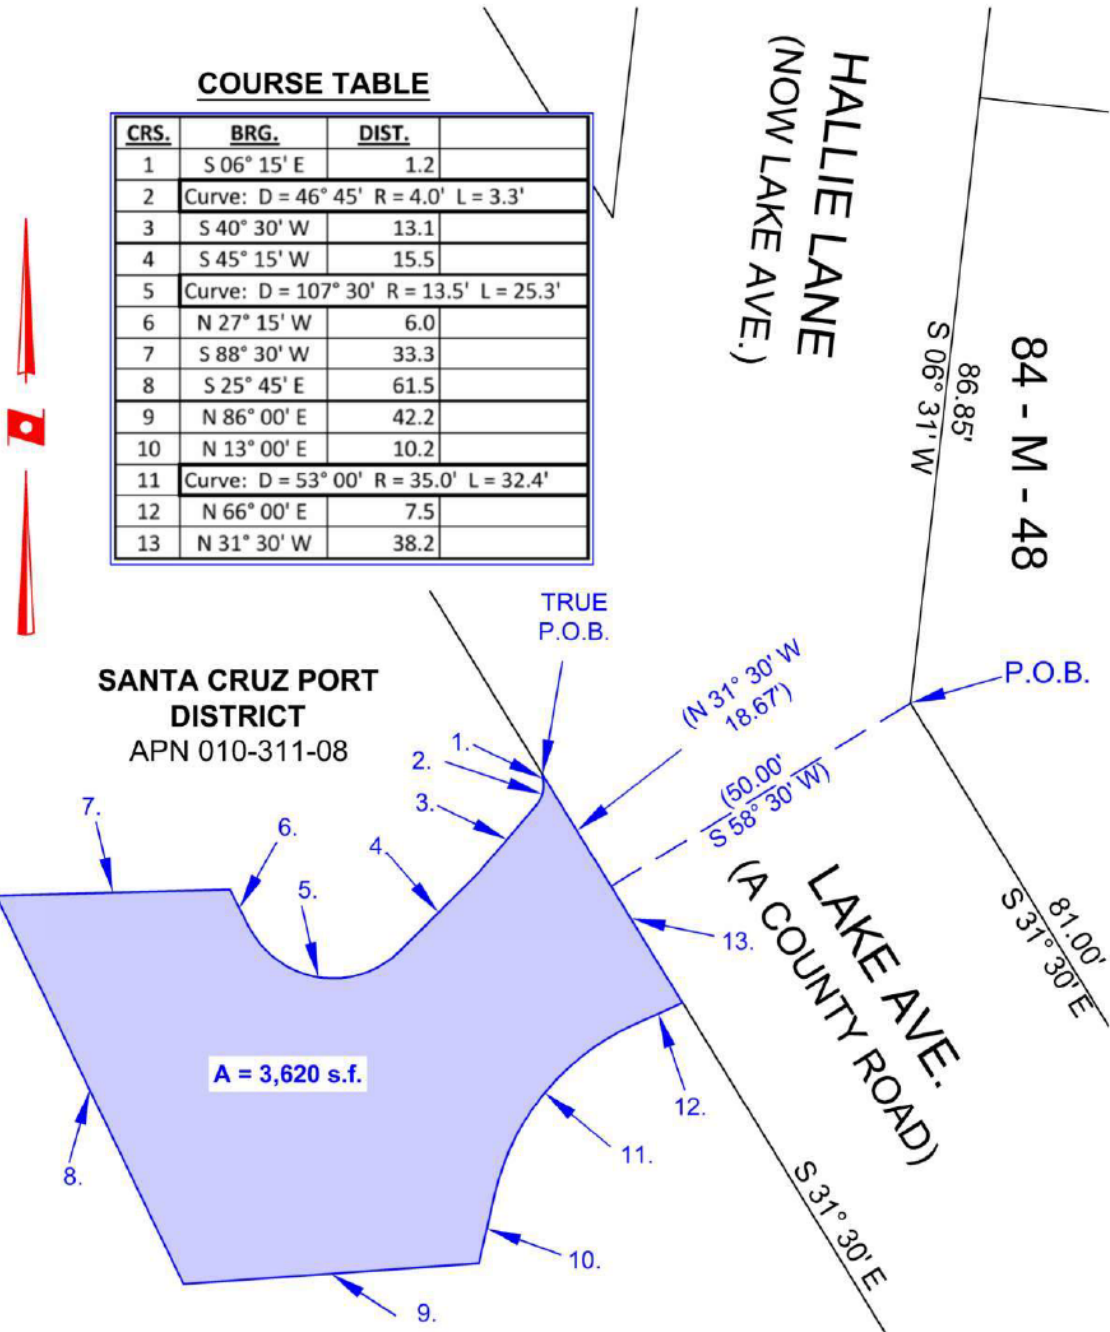 COURSE TABLE
CRS. BRG. DIST.
1 S 06° 15' E 1.2
2 Curve: D = 46° 45' R = 4.0' L = 3.3'
3 S 40° 30' W 13.1
4 S 45° 15' W 15.5
5 Curve: D = 107° 30' R = 13.5' L = 25.3'
6 N 27° 15' W 6.0
7 S 88° 30' W 33.3
8 S 25° 45' E 61.5
9 N 86° 00' E 42.2
10 N 13° 00' E 10.2
11 Curve: D = 53° 00' R = 35.0' L = 32.4'
12 N 66° 00' E 7.5
13 N 31° 30' W 38.2
HALLIE LANE
(NOW LAKE AVE.)
86.85'
S 06° 31' W
84 - M - 48
TRUE
P.O.B.
SANTA CRUZ PORT
DISTRICT
APN 010-311-08
(N 31° 30' W
18.67')
P.O.B.
(50.00'
S 58° 30' W)
1.
2.
3.
4.
5.
6.
7.
8.
9.
10.
11.
12.
13.
A = 3,620 s.f.
LAKE AVE.
(A COUNTY ROAD)
81.00'
S 31° 30' E
S 31° 30' E